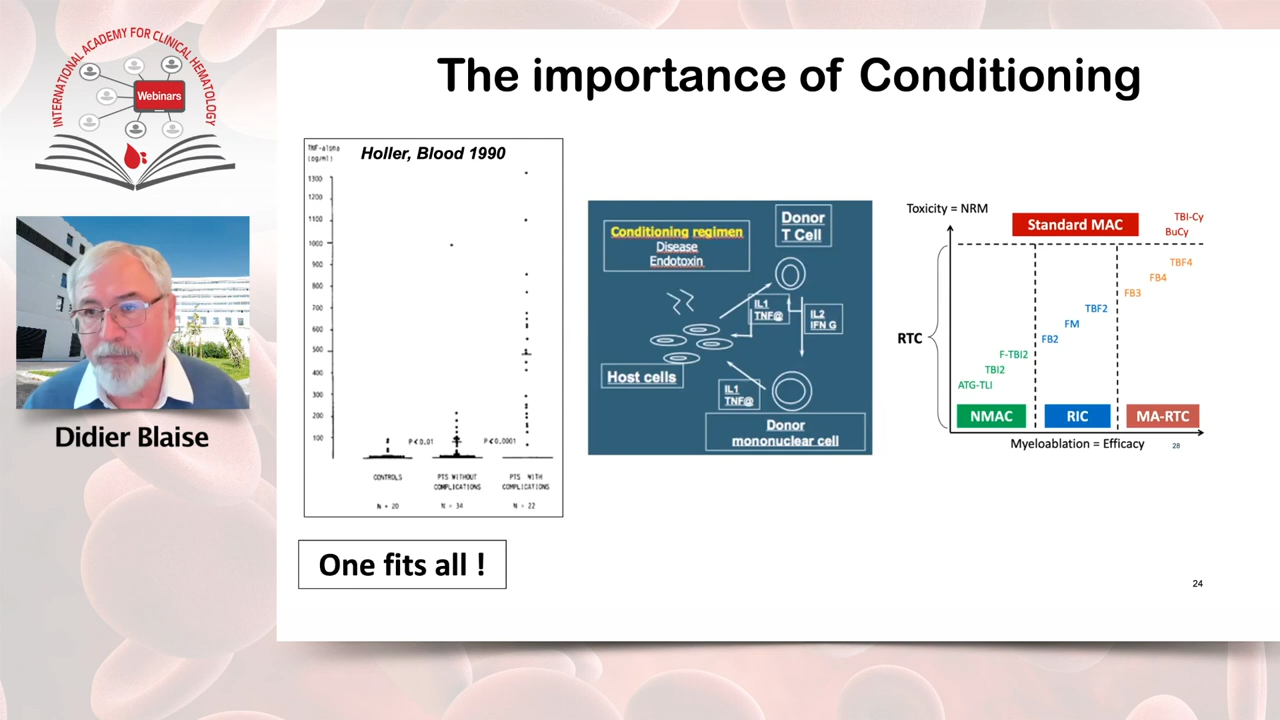 INTERNATIONAL ACADEMY FOR CLINICAL HEMATOLOGY
Webinars
Didier Blaise
The importance of Conditioning
TNF-alpha
(pg/ml)
Holler, Blood 1990
1300
1200
1100
1000
900
800
700
600
500
400
300
200
100
P<0.01
P<0.0001
CONTROLS
PTS WITHOUT
COMPLICATIONS
PTS WITH
COMPLICATIONS
N = 20
N = 34
N = 22
Conditioning regimen
Disease
Endotoxin
Donor
T Cell
IL1
TNF@
IL2
IFN G
Host cells
IL1
TNF@
Donor
mononuclear cell
Toxicity = NRM
Standard MAC
TBI-Cy
BuCy
TBF4
FB4
FB3
TBF2
FM
FB2
RTC
F-TBI2
TBI2
ATG-TLI
NMAC
RIC
MA-RTC
Myeloablation = Efficacy
28
One fits all !
24